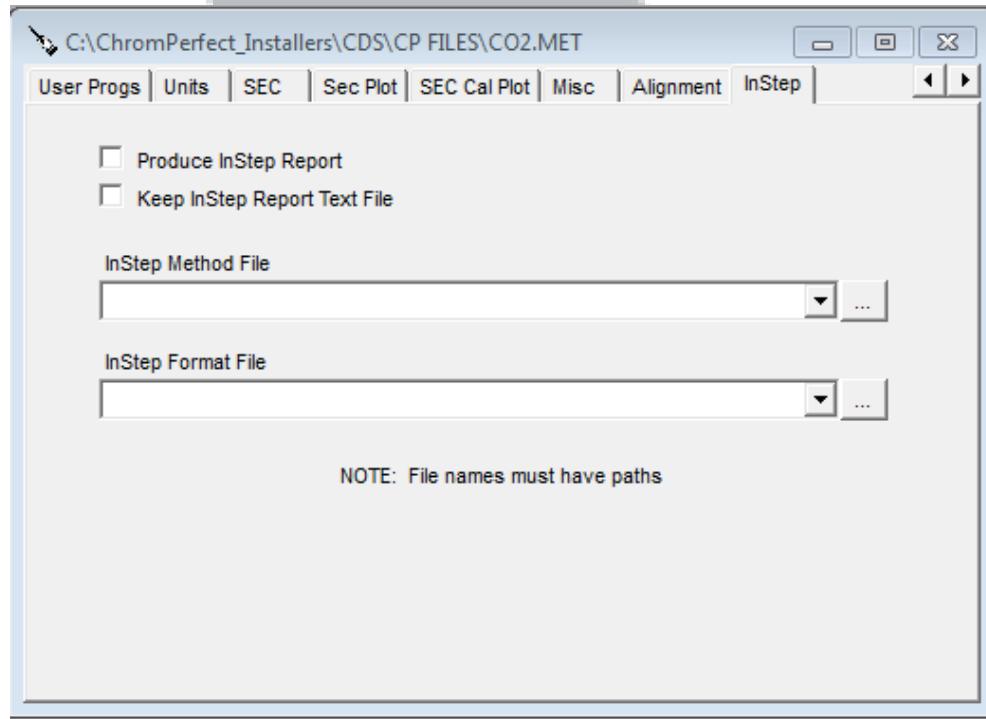 C:\ChromPerfect_Installers\CDS\CP FILES\CO2.MET
User Progs Units SEC Sec Plot SEC Cal Plot Misc Alignment InStep
Produce InStep Report
Keep InStep Report Text File
InStep Method File
...
InStep Format File
...
NOTE: File names must have paths